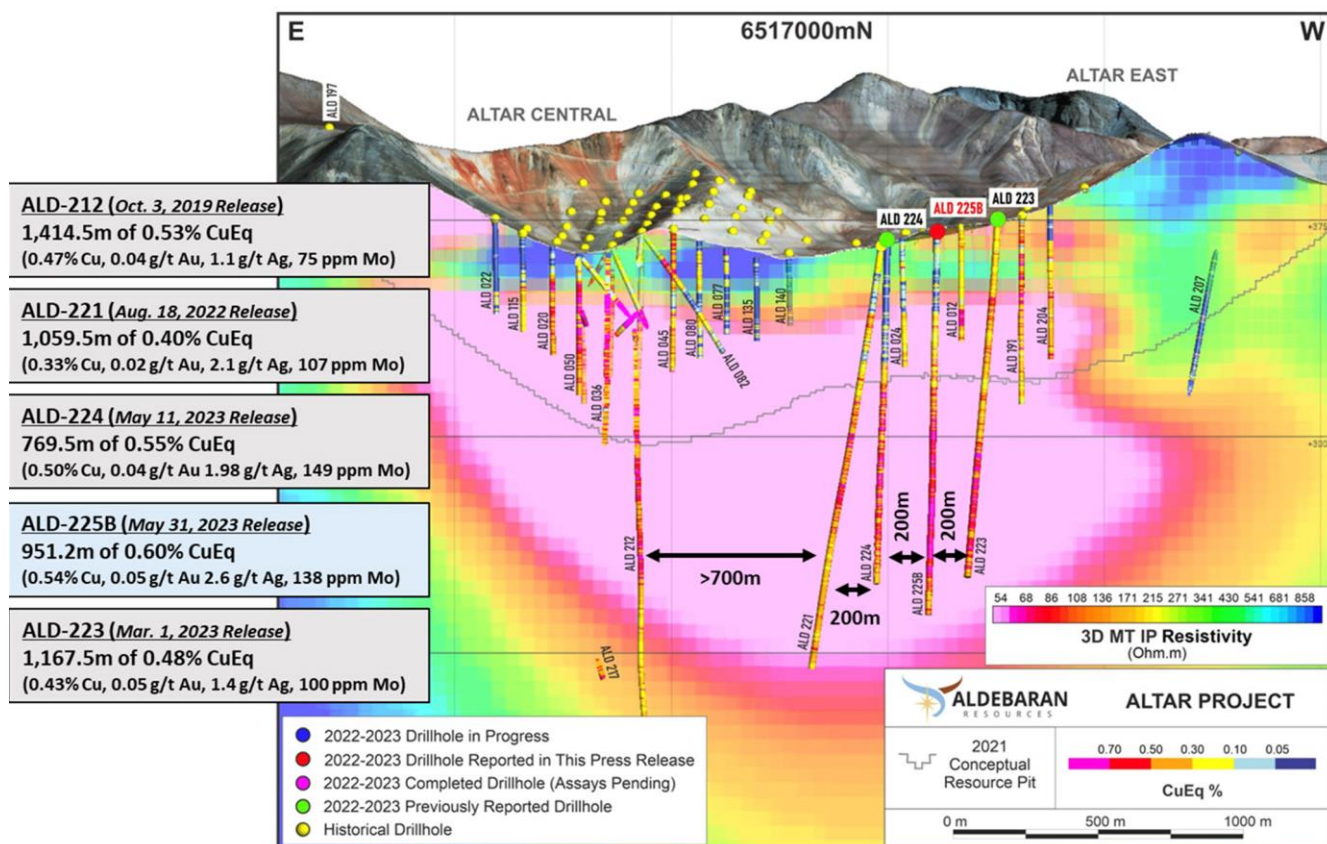 E
6517000mN
W
ALD 197
ALTAR CENTRAL
ALTAR EAST
ALD-212 (Oct. 3, 2019 Release)
1,414.5m of 0.53% CuEq
(0.47% Cu, 0.04 g/t Au, 1.1 g/t Ag, 75 ppm Mo)
ALD-221 (Aug. 18, 2022 Release)
1,059.5m of 0.40% CuEq
(0.33% Cu, 0.02 g/t Au, 2.1 g/t Ag, 107 ppm Mo)
ALD-224 (May 11, 2023 Release)
769.5m of 0.55% CuEq
(0.50% Cu, 0.04 g/t Au 1.98 g/t Ag, 149 ppm Mo)
ALD-225B (May 31, 2023 Release)
951.2m of 0.60% CuEq
(0.54% Cu, 0.05 g/t Au 2.6 g/t Ag, 138 ppm Mo)
ALD-223 (Mar. 1, 2023 Release)
1,167.5m of 0.48% CuEq
(0.43% Cu, 0.05 g/t Au, 1.4 g/t Ag, 100 ppm Mo)
ALD 224
ALD 225B
ALD 223
ALD 022
ALD 115
ALD 020
ALD 050
ALD 036
ALD 045
ALD 080
ALD 082
ALD 077
ALD 135
ALD 140
ALD 024
ALD 012
ALD 191
ALD 204
ALD 207
ALD 212
ALD 217
ALD 221
ALD 224
ALD 225B
ALD 223
>700m
200m
200m
200m
54 68 86 108 136 171 215 271 341 430 541 681 858
3D MT IP Resistivity
(Ohm.m)
2022-2023 Drillhole in Progress
2022-2023 Drillhole Reported in This Press Release
2022-2023 Completed Drillhole (Assays Pending)
2022-2023 Previously Reported Drillhole
Historical Drillhole
ALDEBARAN
RESOURCES
ALTAR PROJECT
2021
Conceptual
Resource Pit
0.70 0.50 0.30 0.10 0.05
CuEq %
0 m 500 m 1000 m